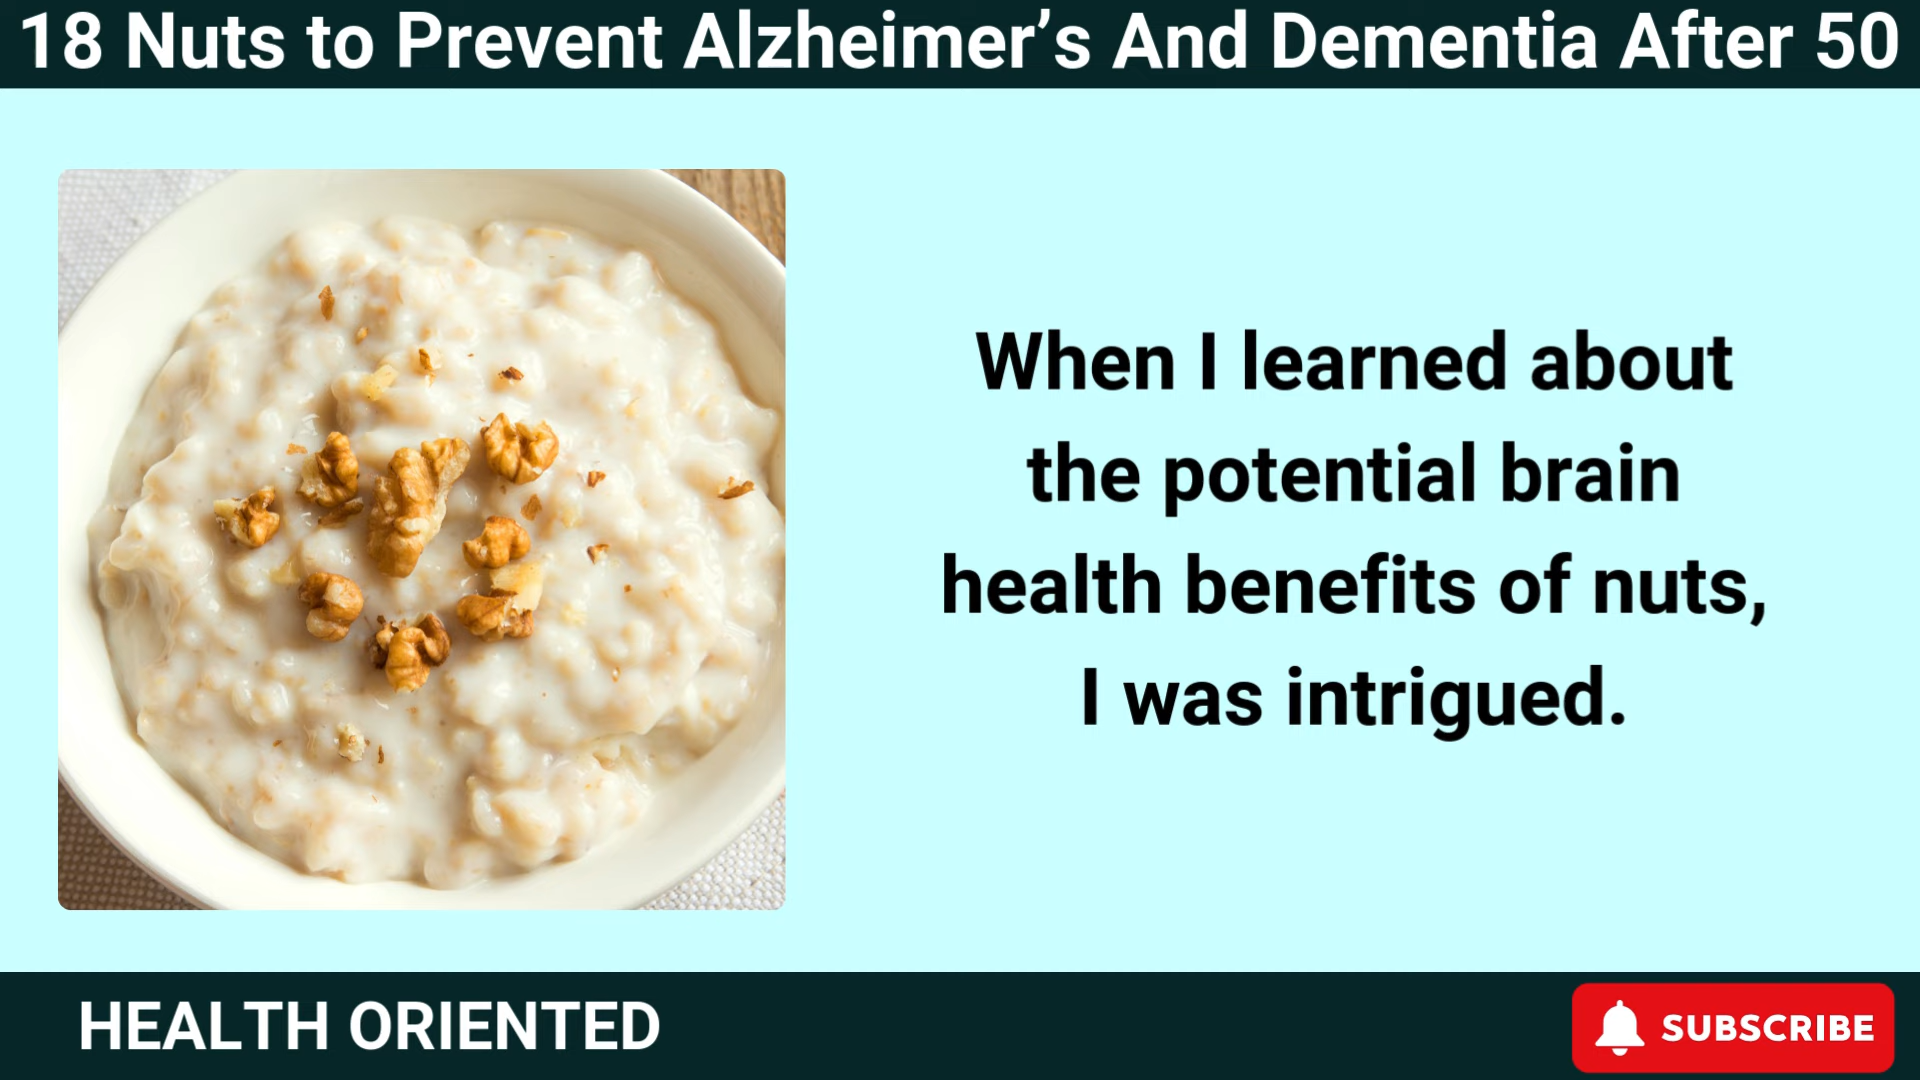 18 Nuts to Prevent Alzheimer’s And Dementia After 50
When I learned about
the potential brain
health benefits of nuts,
I was intrigued.
HEALTH ORIENTED
SUBSCRIBE